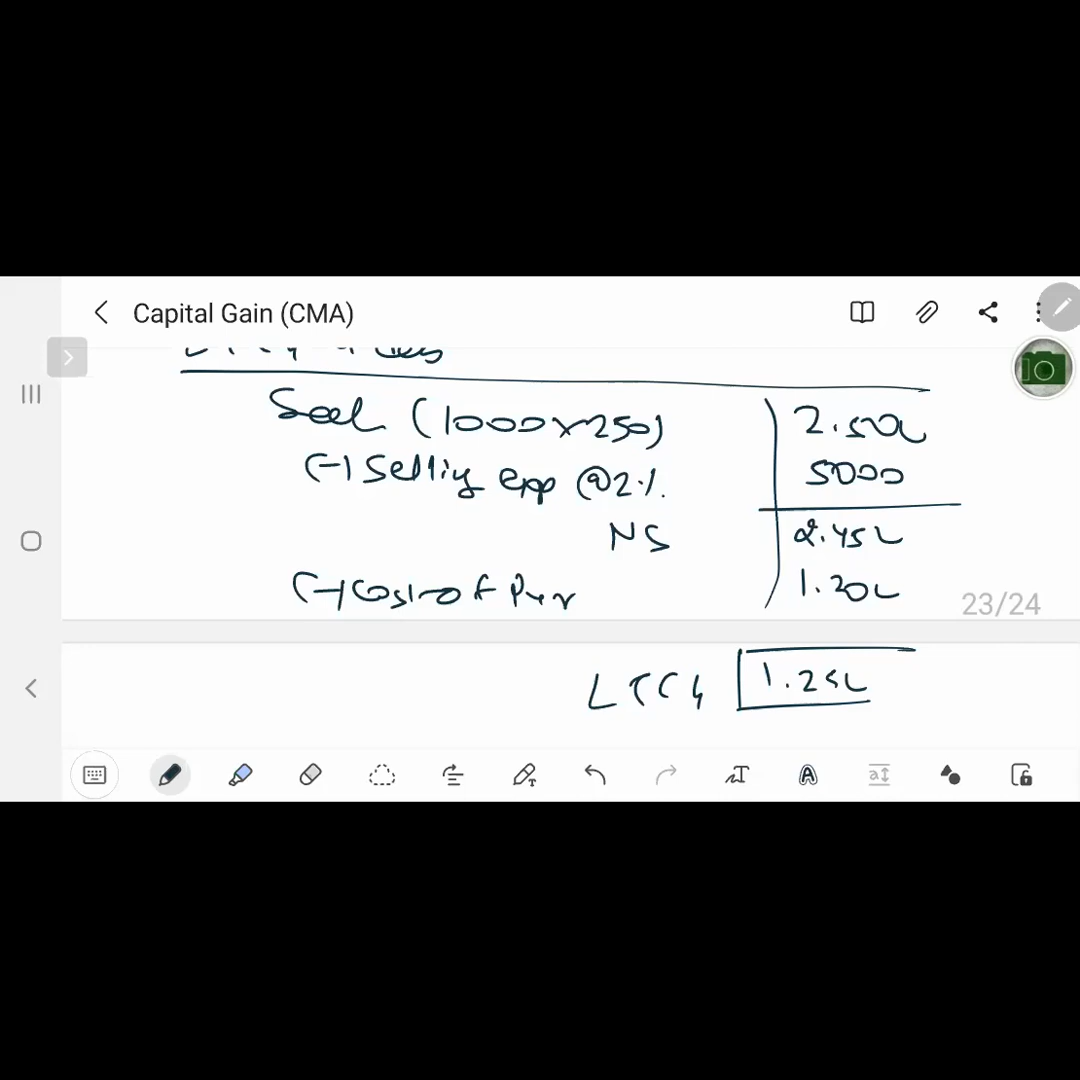 Capital Gain (CMA)
Seel (1000x250) 2.50L
(-) Selling exp @2%. 5000
NS 2.45L
(-) Cost of Pur 1.20L
23/24
LTCG 1.25L